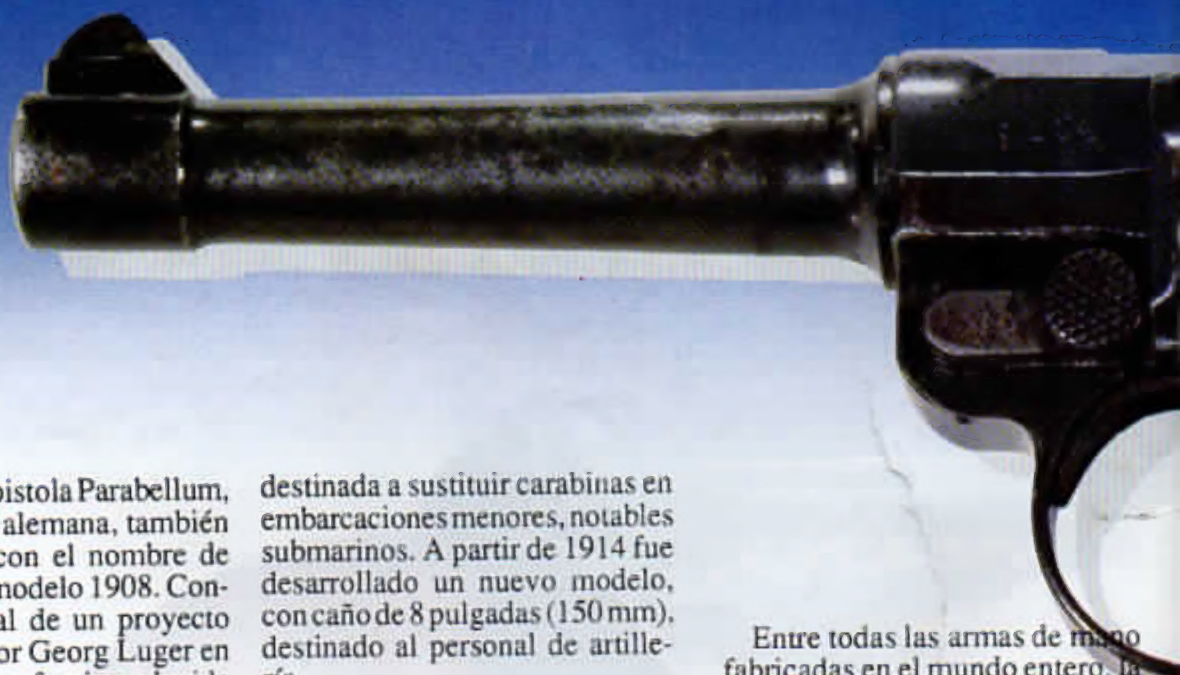 pistola Parabellum,
alemana, también
con el nombre de
modelo 1908. Con-
al de un proyecto
or Georg Luger en
destinada a sustituir carabinas en
embarcaciones menores, notables
submarinos. A partir de 1914 fue
desarrollado un nuevo modelo,
con caño de 8 pulgadas (150 mm),
destinado al personal de artille-
Entre todas las armas de mano
fabricadas en el mundo entero, la